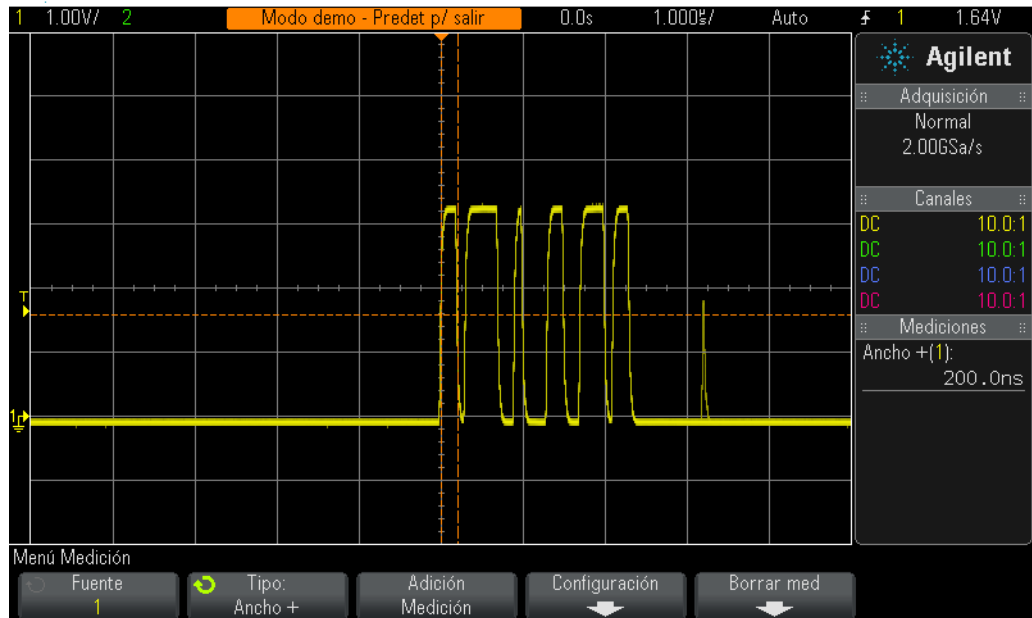 1 1.00V/ 2 Modo demo - Predet p/ salir 0.0s 1.000µs/ Auto 1 1.64V
Agilent
Adquisición
Normal
2.00GSa/s
Canales
DC 10.0:1
DC 10.0:1
DC 10.0:1
DC 10.0:1
Mediciones
Ancho +(1):
200.0ns
T
1
Menú Medición
Fuente
1
Tipo:
Ancho +
Adición
Medición
Configuración
Borrar med